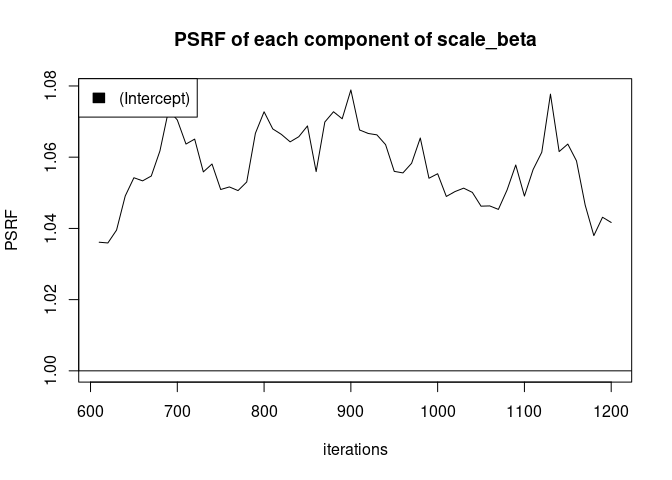 PSRF of each component of scale_beta
(Intercept)
PSRF
1.08
1.06
1.04
1.02
1.00
600 700 800 900 1000 1100 1200
iterations